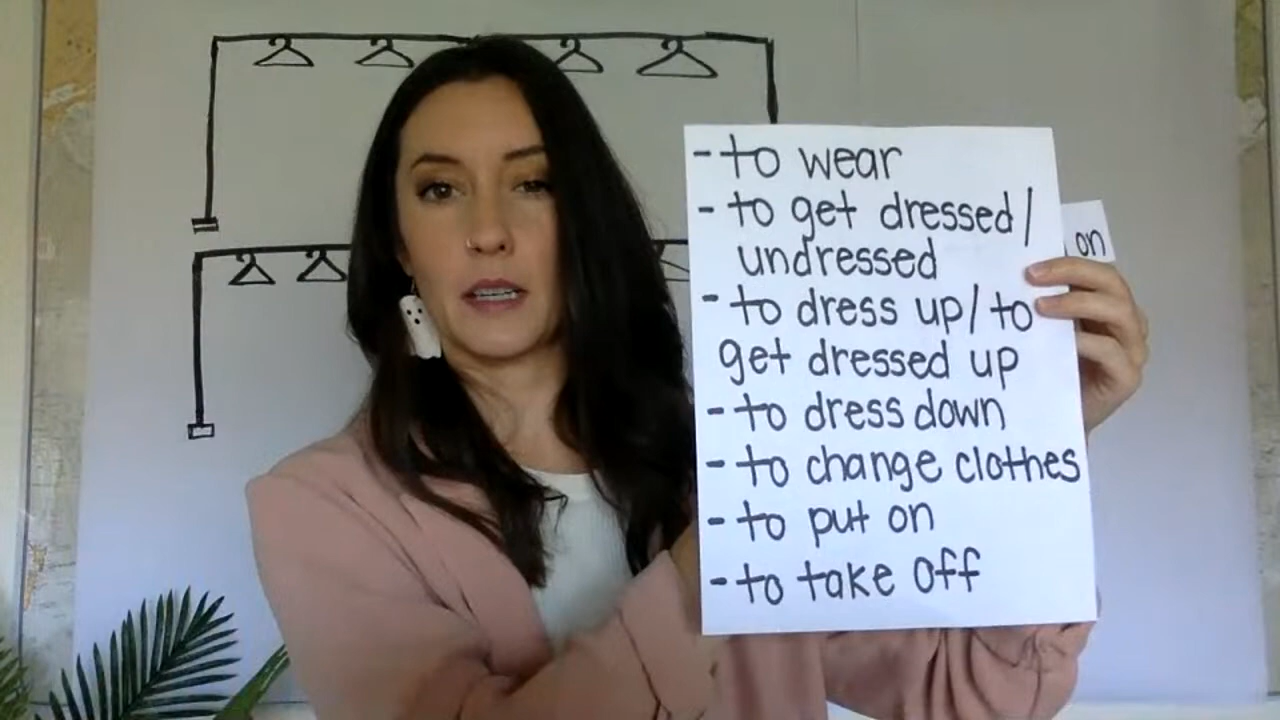 - to wear
- to get dressed/
undressed
- to dress up/to
get dressed up
- to dress down
- to change clothes
- to put on
- to take off
on